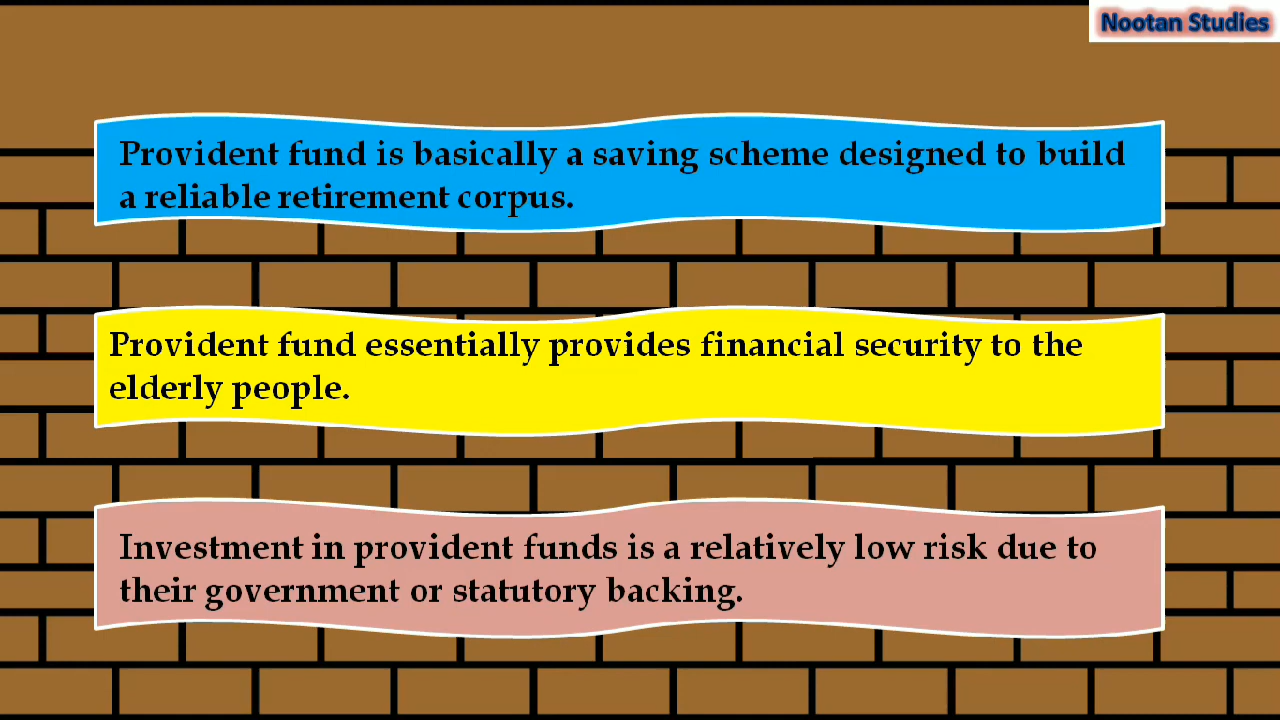 Nootan Studies
Provident fund is basically a saving scheme designed to build
a reliable retirement corpus.
Provident fund essentially provides financial security to the
elderly people.
Investment in provident funds is a relatively low risk due to
their government or statutory backing.